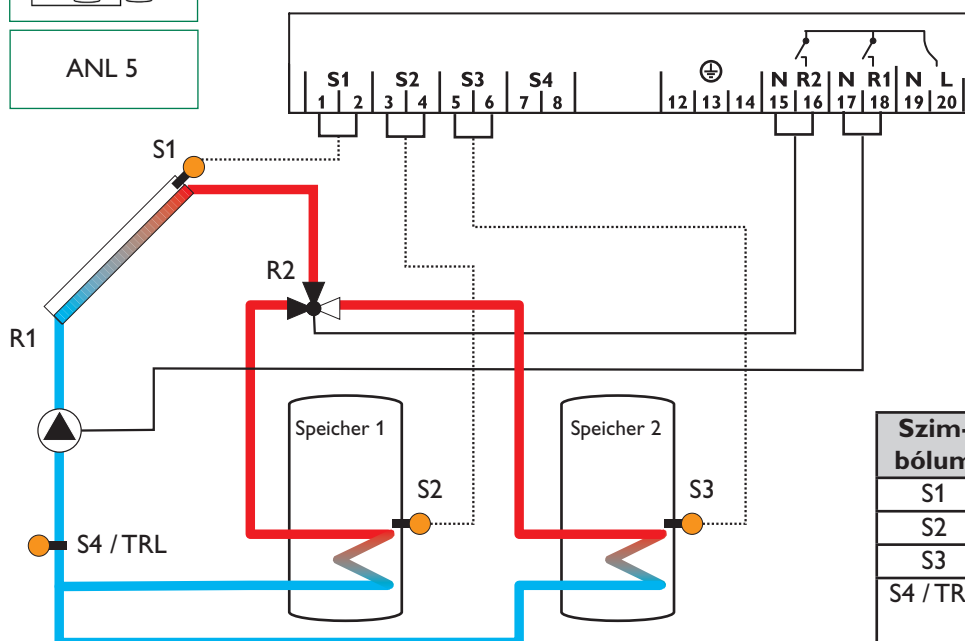 ANL 5
S1 S2 S3 S4 N R2 N R1 N L
1 2 3 4 5 6 7 8 12 13 14 15 16 17 18 19 20
S1
R2
R1
Speicher 1
Speicher 2
S2
S3
S4 / TRL
Szim-
bólum
S1
S2
S3
S4 / TR